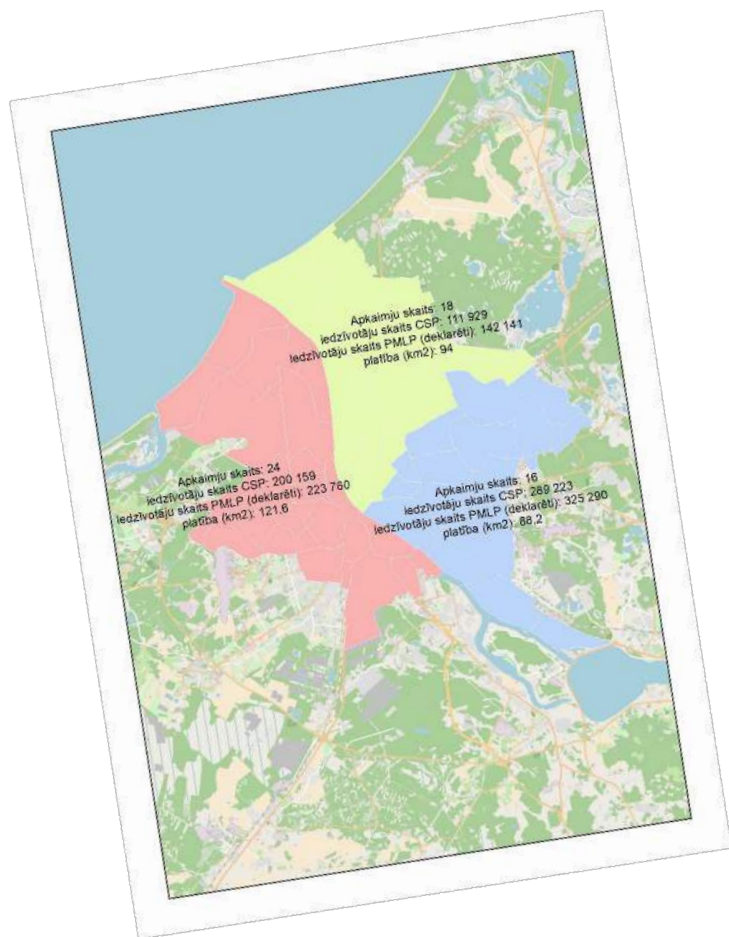 Apkaimju skaits: 18
iedzīvotāju skaits CSP: 111 929
iedzīvotāju skaits PMLP (deklarēti): 142 141
platība (km2): 94
Apkaimju skaits: 24
iedzīvotāju skaits CSP: 200 159
iedzīvotāju skaits PMLP (deklarēti): 223 760
platība (km2): 121,6
Apkaimju skaits: 16
iedzīvotāju skaits CSP: 289 223
iedzīvotāju skaits PMLP (deklarēti): 325 290
platība (km2): 88,2